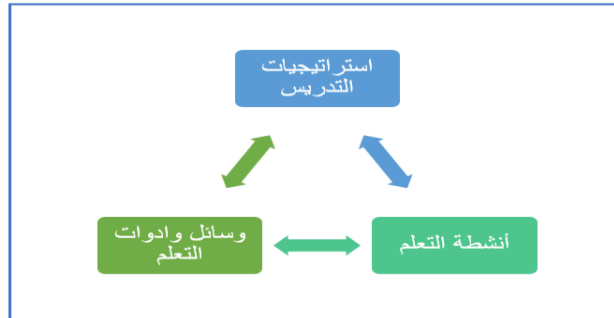 استراتيجيات
التدريس
أنشطة التعلم
وسائل وادوات
التعلم